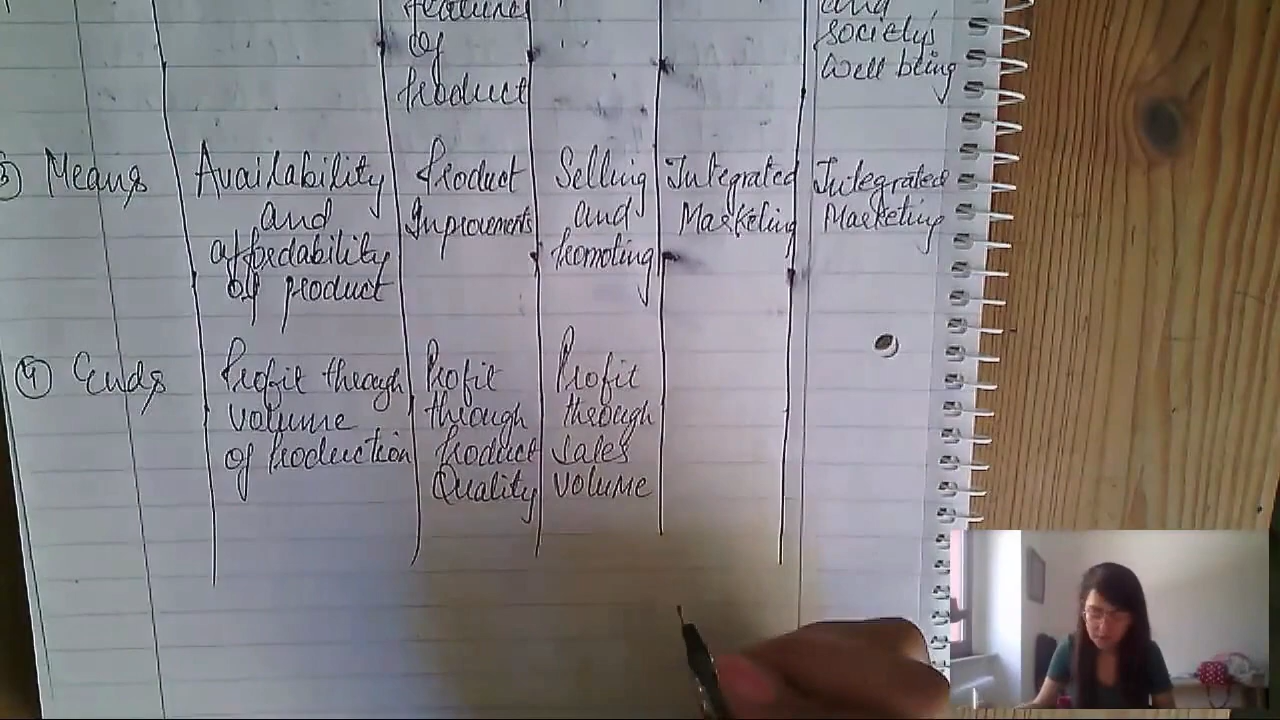 features
of
product
and
society's
well being
3) Means
Availability
and
affordability
of product
Product
Improvements
Selling
and
promoting
Integrated
Marketing
Integrated
Marketing
4) Ends
Profit through
volume
of production
Profit
through
product
Quality
Profit
through
sales
volume